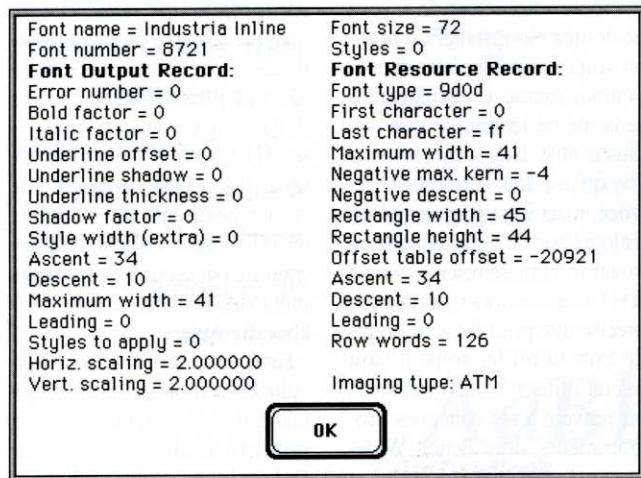 Font name = Industria Inline
Font number = 8721
Font Output Record:
Error number = 0
Bold factor = 0
Italic factor = 0
Underline offset = 0
Underline shadow = 0
Underline thickness = 0
Shadow factor = 0
Style width (extra) = 0
Ascent = 34
Descent = 10
Maximum width = 41
Leading = 0
Styles to apply = 0
Horiz. scaling = 2.000000
Vert. scaling = 2.000000
Font size = 72
Styles = 0
Font Resource Record:
Font type = 9d0d
First character = 0
Last character = ff
Maximum width = 41
Negative max. kern = -4
Negative descent = 0
Rectangle width = 45
Rectangle height = 44
Offset table offset = -20921
Ascent = 34
Descent = 10
Leading = 0
Row words = 126
Imaging type: ATM
OK